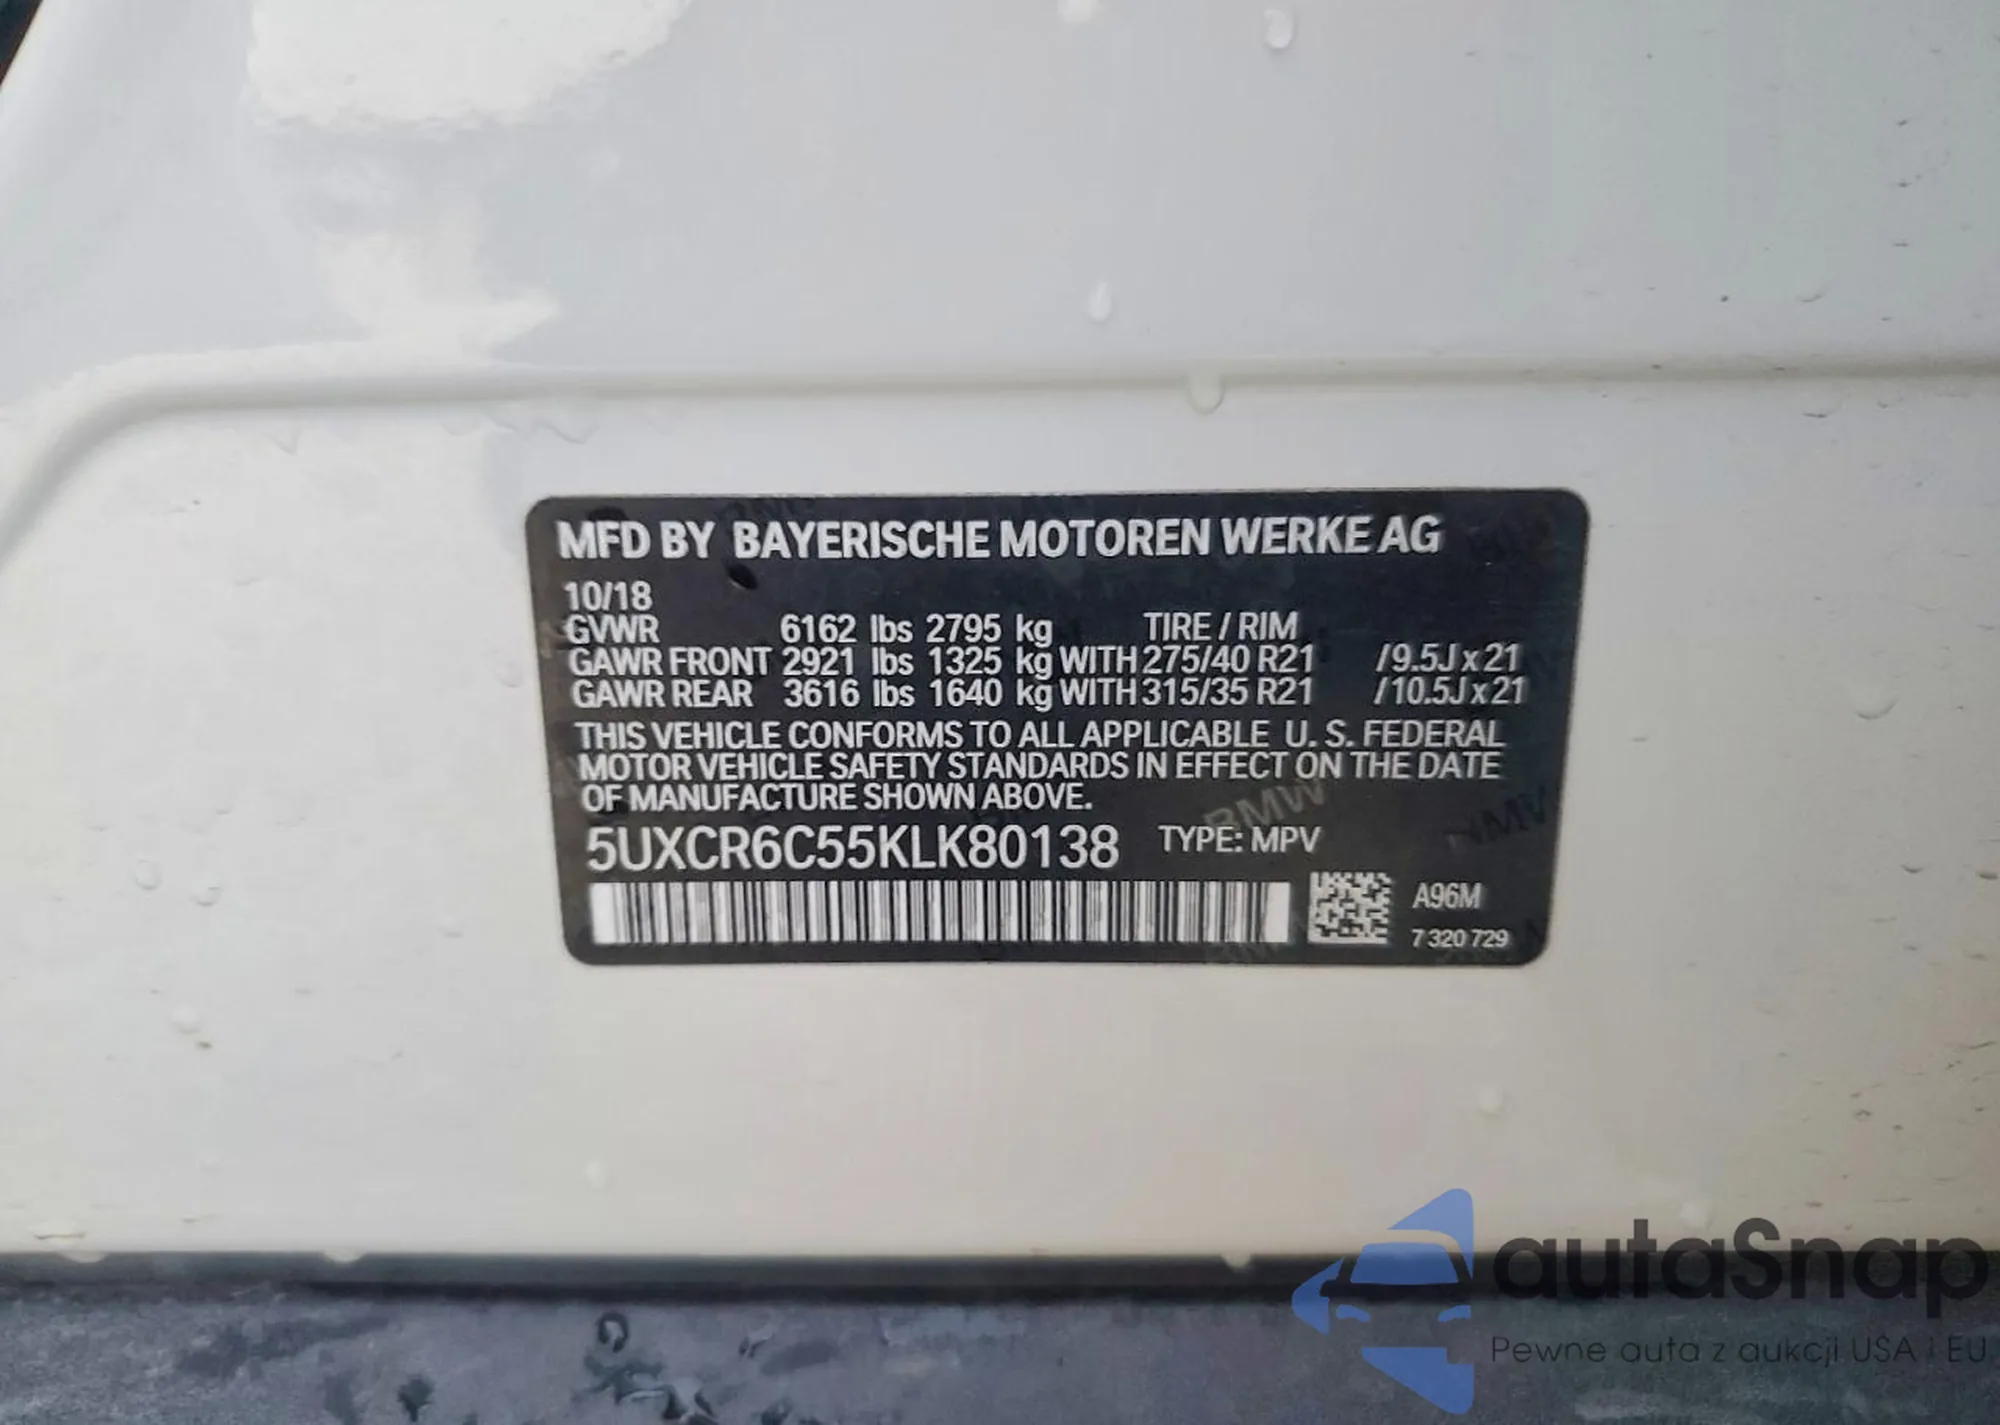 MFD BY BAYERISCHE MOTOREN WERKE AG
10/18
GVWR 6162 lbs 2795 kg TIRE / RIM
GAWR FRONT 2921 lbs 1325 kg WITH 275/40 R21 /9.5J x 21
GAWR REAR 3616 lbs 1640 kg WITH 315/35 R21 /10.5J x 21
THIS VEHICLE CONFORMS TO ALL APPLICABLE U. S. FEDERAL
MOTOR VEHICLE SAFETY STANDARDS IN EFFECT ON THE DATE
OF MANUFACTURE SHOWN ABOVE.
5UXCR6C55KLK80138 TYPE: MPV
A96M
7 320 729
autaSnap
Pewne auta z aukcji USA i EU